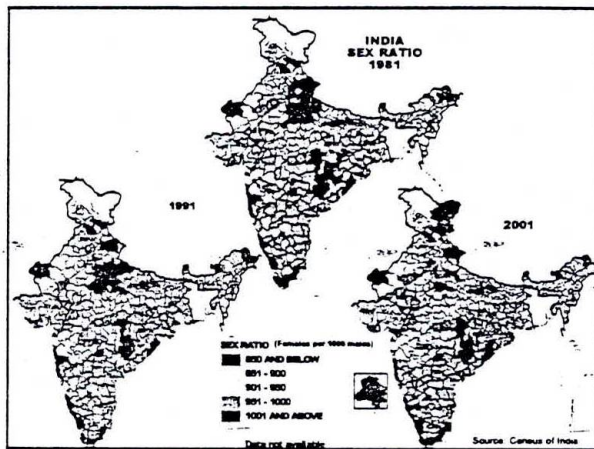 INDIA
SEX RATIO
1981
1991
2001
SEX RATIO (Females per 1000 males)
850 AND BELOW
851 - 900
901 - 950
951 - 1000
1001 AND ABOVE
Data not available
Source: Census of India